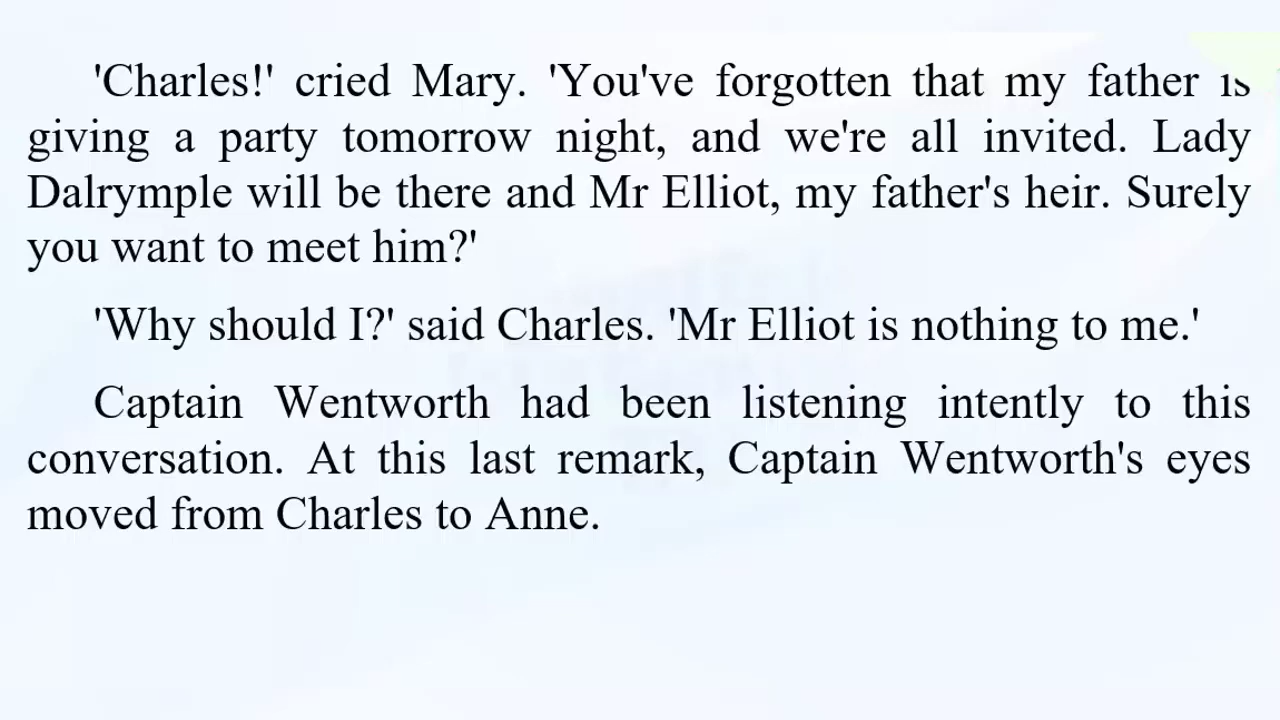 'Charles!' cried Mary. 'You've forgotten that my father is
giving a party tomorrow night, and we're all invited. Lady
Dalrymple will be there and Mr Elliot, my father's heir. Surely
you want to meet him?'
'Why should I?' said Charles. 'Mr Elliot is nothing to me.'
Captain Wentworth had been listening intently to this
conversation. At this last remark, Captain Wentworth's eyes
moved from Charles to Anne.